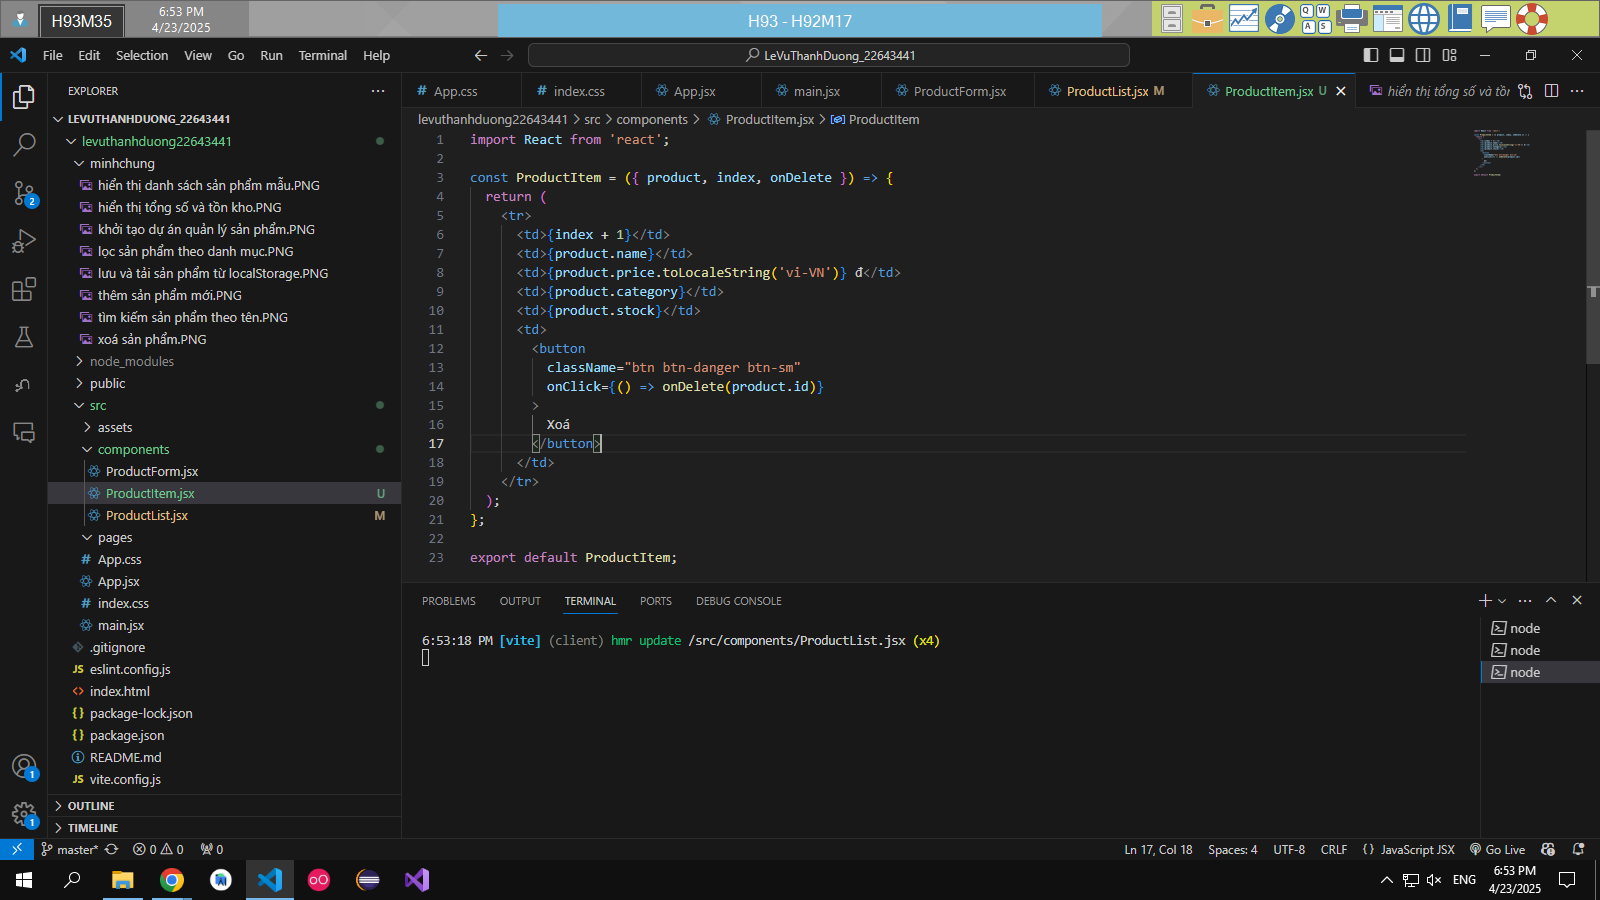 H93M35
6:53 PM
4/23/2025
H93 - H92M17
Q W
A S
File Edit Selection View Go Run Terminal Help
LeVuThanhDuong_22643441
EXPLORER
LEVUTHANHDUONG_22643441
levuthanhduong22643441
minhchung
hiển thị danh sách sản phẩm mẫu.PNG
hiển thị tổng số và tồn kho.PNG
khởi tạo dự án quản lý sản phẩm.PNG
lọc sản phẩm theo danh mục.PNG
lưu và tải sản phẩm từ localStorage.PNG
thêm sản phẩm mới.PNG
tìm kiếm sản phẩm theo tên.PNG
xoá sản phẩm.PNG
node_modules
public
src
assets
components
ProductForm.jsx
ProductItem.jsx U
ProductList.jsx M
pages
# App.css
App.jsx
# index.css
main.jsx
.gitignore
JS eslint.config.js
<> index.html
{} package-lock.json
{} package.json
README.md
JS vite.config.js
OUTLINE
TIMELINE
2
1
1
# App.css # index.css App.jsx main.jsx ProductForm.jsx ProductList.jsx M ProductItem.jsx U hiển thị tổng số và tồn
levuthanhduong22643441 > src > components > ProductItem.jsx > ProductItem
1 import React from 'react';
2
3 const ProductItem = ({ product, index, onDelete }) => {
4 return (
5 <tr>
6 <td>{index + 1}</td>
7 <td>{product.name}</td>
8 <td>{product.price.toLocaleString('vi-VN')} đ</td>
9 <td>{product.category}</td>
10 <td>{product.stock}</td>
11 <td>
12 <button
13 className="btn btn-danger btn-sm"
14 onClick={() => onDelete(product.id)}
15 >
16 Xoá
17 </button>
18 </td>
19 </tr>
20 );
21 };
22
23 export default ProductItem;
PROBLEMS OUTPUT TERMINAL PORTS DEBUG CONSOLE
6:53:18 PM [vite] (client) hmr update /src/components/ProductList.jsx (x4)
node
node
node
master* 0 0 0
Ln 17, Col 18 Spaces: 4 UTF-8 CRLF {} JavaScript JSX Go Live
ENG
6:53 PM
4/23/2025